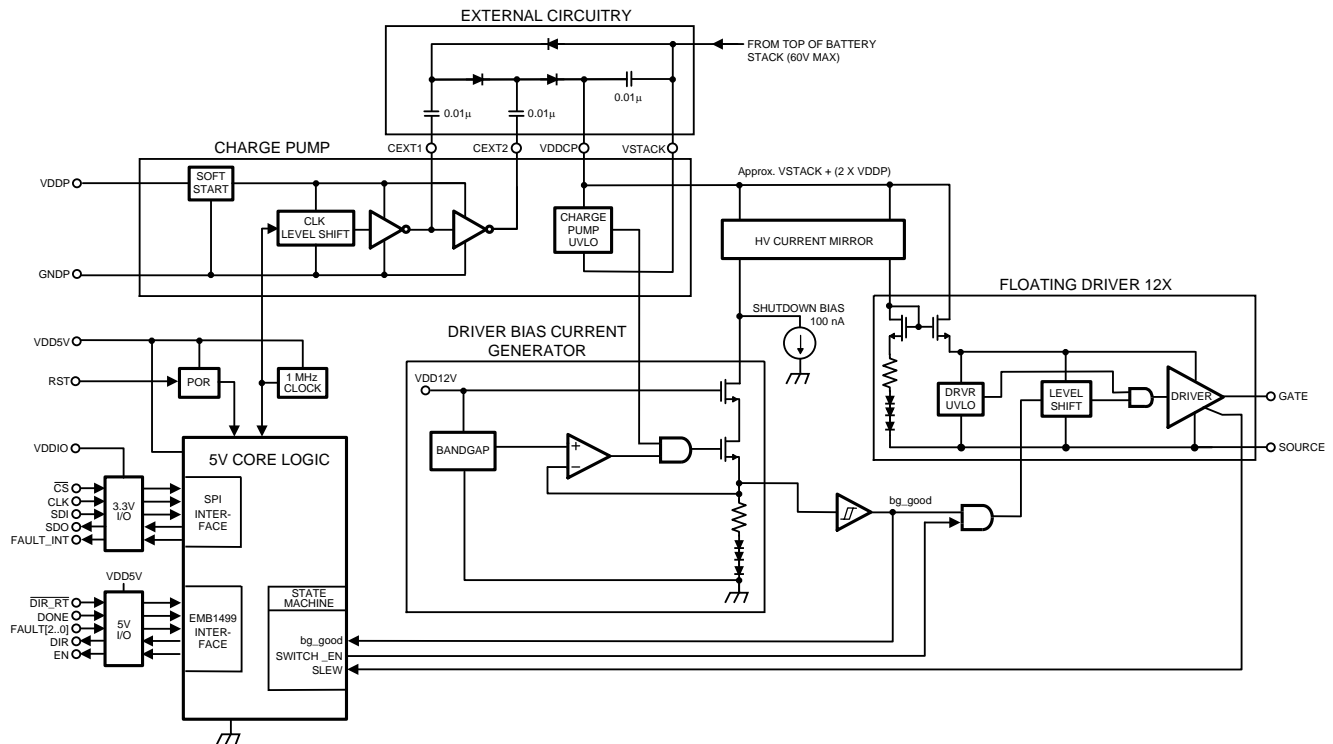 EXTERNAL CIRCUITRY
FROM TOP OF BATTERY
STACK (60V MAX)
0.01µ
0.01µ
0.01µ
CHARGE PUMP
CEXT1
CEXT2
VDDCP
VSTACK
VDDP
SOFT
START
Approx. VSTACK + (2 X VDDP)
CLK
LEVEL SHIFT
CHARGE
PUMP
UVLO
HV CURRENT MIRROR
GNDP
FLOATING DRIVER 12X
SHUTDOWN BIAS
100 nA
DRIVER BIAS CURRENT
GENERATOR
VDD5V
RST
POR
1 MHz
CLOCK
VDD12V
DRVR
UVLO
LEVEL
SHIFT
DRIVER
GATE
SOURCE
BANDGAP
+
−
VDDIO
5V CORE LOGIC
CS
CLK
SDI
SDO
FAULT_INT
3.3V
I/O
SPI
INTER-
FACE
bg_good
VDD5V
DIR_RT
DONE
FAULT[2..0]
DIR
EN
5V
I/O
EMB1499
INTER-
FACE
STATE
MACHINE
bg_good
SWITCH _EN
SLEW